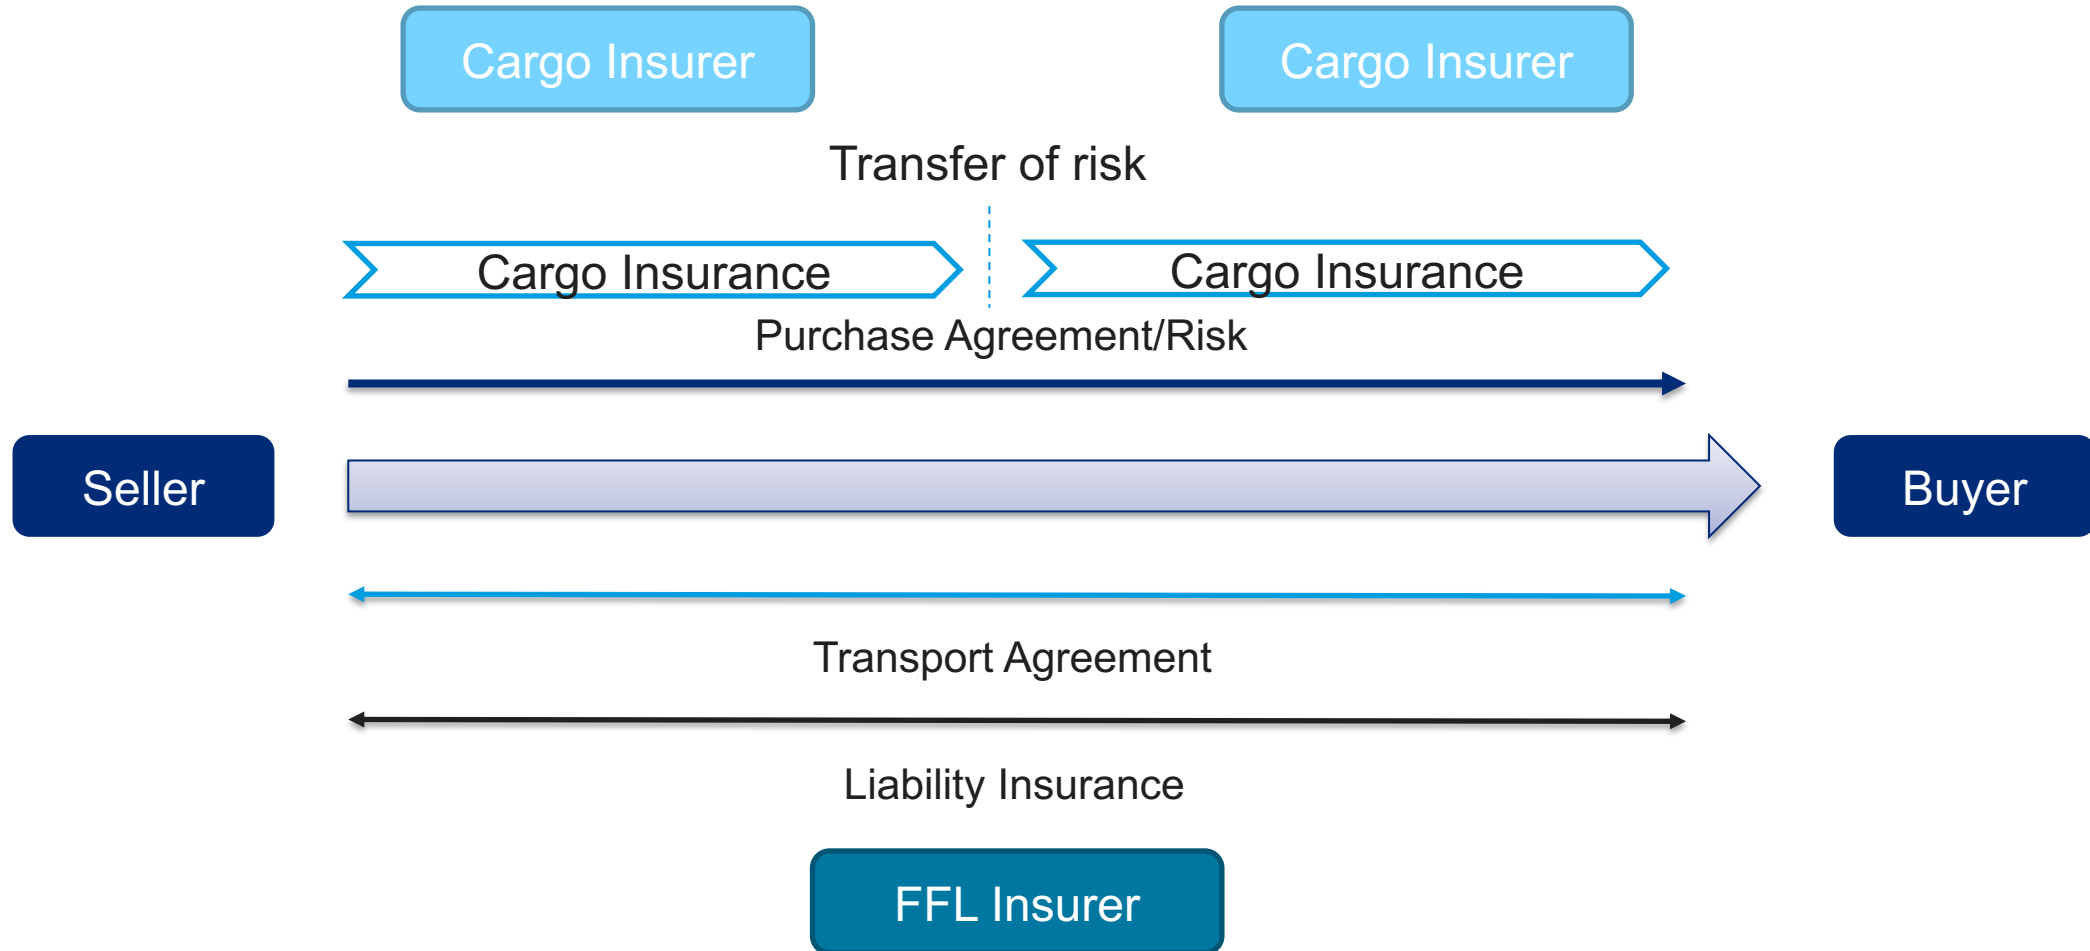 Cargo Insurer
Cargo Insurer
Transfer of risk
Cargo Insurance
Cargo Insurance
Purchase Agreement/Risk
Seller
Buyer
Transport Agreement
Liability Insurance
FFL Insurer